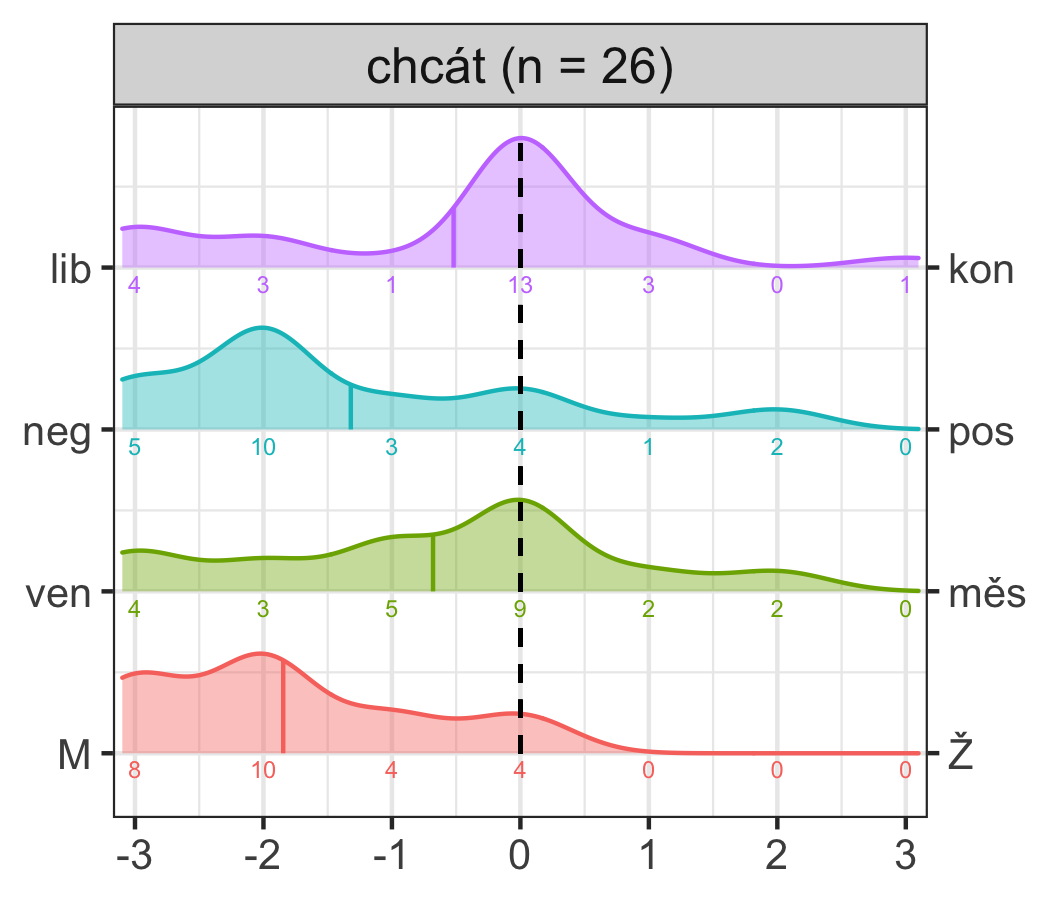 chcát (n = 26)
lib kon
4 3 1 13 3 0 1
neg pos
5 10 3 4 1 2 0
ven měs
4 3 5 9 2 2 0
M Ž
8 10 4 4 0 0 0
-3 -2 -1 0 1 2 3